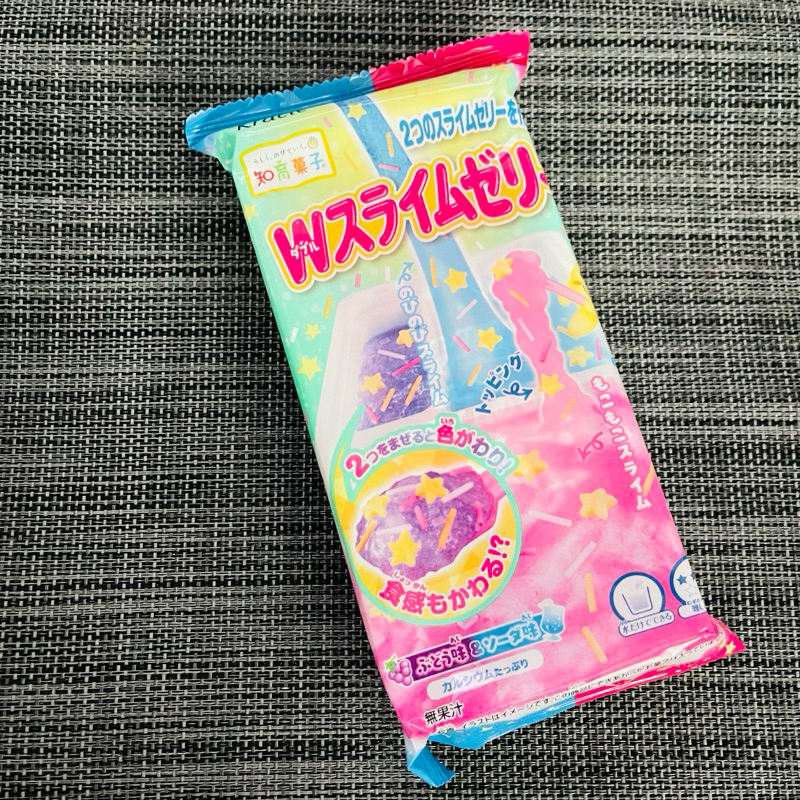 Kracie
2つのスライムゼリーを
知育菓子
Wスライムゼリー
ダブル
のびのびスライム
トッピング
もこもこスライム
2つをまぜると色がわり!
いろ
しょっかん
食感もかわる!?
ぶどう味&ソーダ味
カルシウムたっぷり
水だけでできる
無果汁